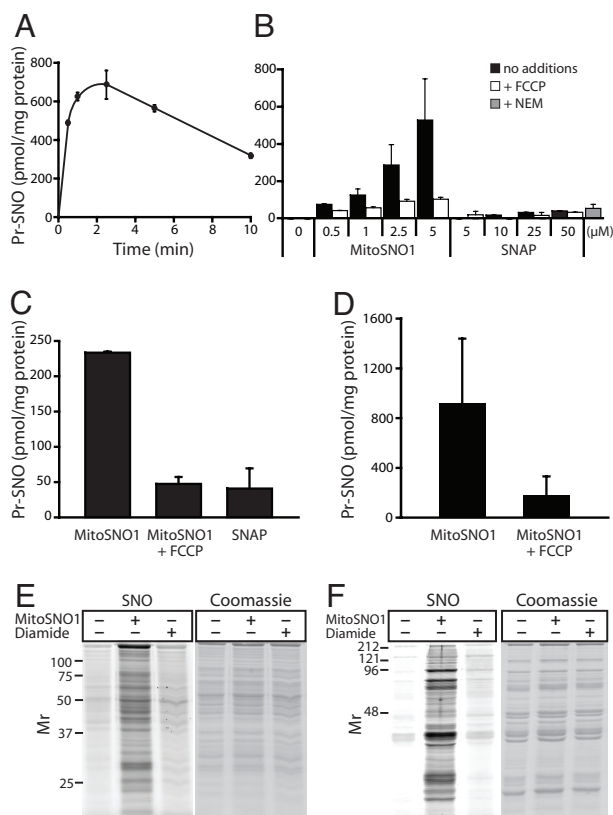 A
Pr-SNO (pmol/mg protein)
800
600
400
200
0
0 2 4 6 8 10
Time (min)
B
800
600
400
200
0
no additions
+ FCCP
+ NEM
0 0.5 1 2.5 5 5 10 25 50 (µM)
MitoSNO1 SNAP
C
Pr-SNO (pmol/mg protein)
250
200
150
100
50
0
MitoSNO1 MitoSNO1 + FCCP SNAP
D
Pr-SNO (pmol/mg protein)
1600
1200
800
400
0
MitoSNO1 MitoSNO1 + FCCP
E
SNO Coomassie
MitoSNO1 – + – – + –
Diamide – – + – – +
Mr
100
75
50
37
25
F
SNO Coomassie
MitoSNO1 – + – – + –
Diamide – – + – – +
Mr
212
121
96
48